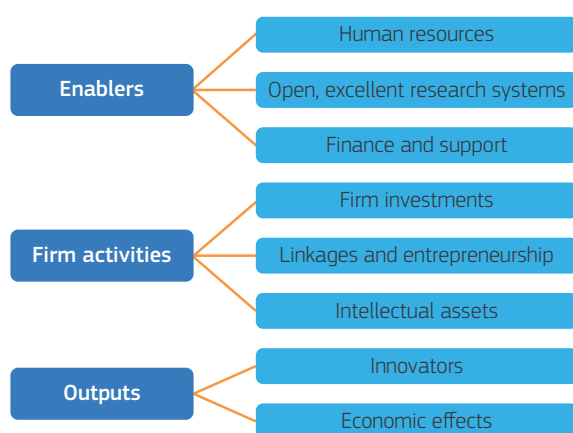 Enablers
Human resources
Open, excellent research systems
Finance and support
Firm activities
Firm investments
Linkages and entrepreneurship
Intellectual assets
Outputs
Innovators
Economic effects